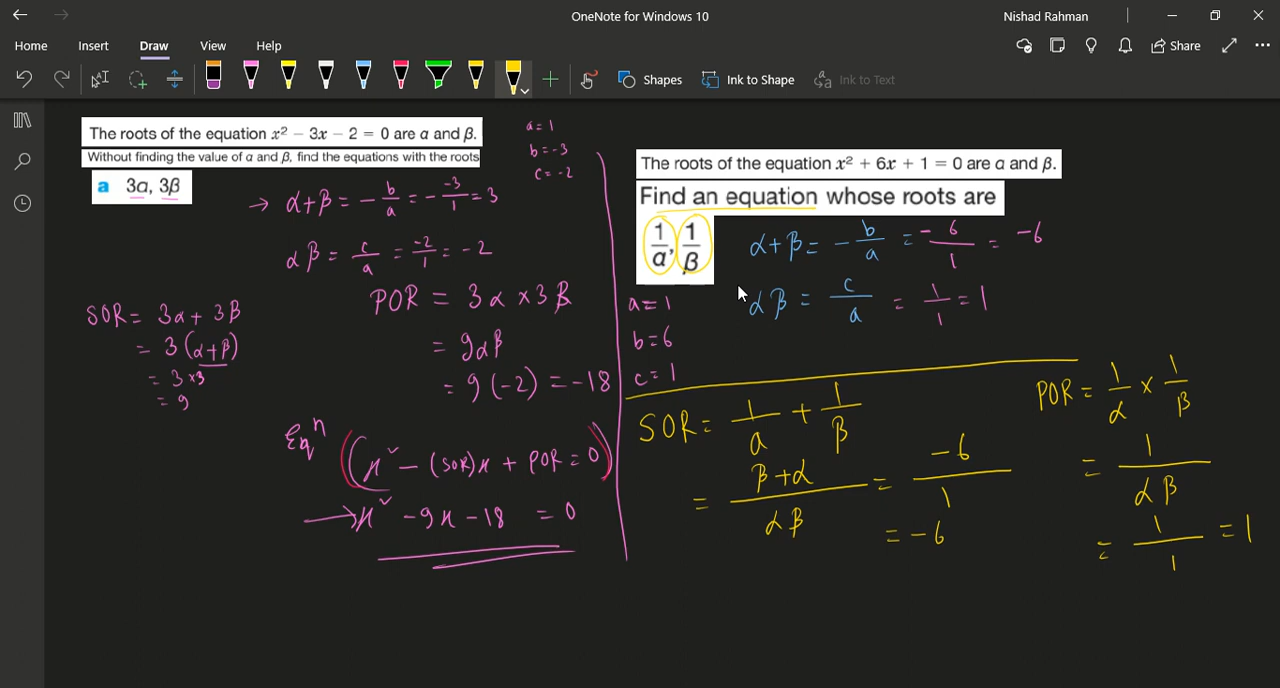 OneNote for Windows 10
Nishad Rahman
Home Insert Draw View Help
Share
Shapes Ink to Shape Ink to Text
The roots of the equation x² − 3x − 2 = 0 are α and β.
Without finding the value of α and β, find the equations with the roots
a 3α, 3β
a = 1
b = -3
c = -2
→ α+β = - b/a = - -3/1 = 3
αβ = c/a = -2/1 = -2
SOR = 3α + 3β
= 3(α+β)
= 3×3
= 9
POR = 3α × 3β
= 9αβ
= 9(-2) = -18
Eqⁿ (x² - (SOR)x + POR = 0)
→ x² - 9x - 18 = 0
The roots of the equation x² + 6x + 1 = 0 are α and β.
Find an equation whose roots are
1/α, 1/β
α+β = - b/a = - 6/1 = -6
αβ = c/a = 1/1 = 1
a = 1
b = 6
c = 1
SOR = 1/α + 1/β
= β+α/αβ = -6/1
= -6
POR = 1/α × 1/β
= 1/αβ
= 1/1 = 1